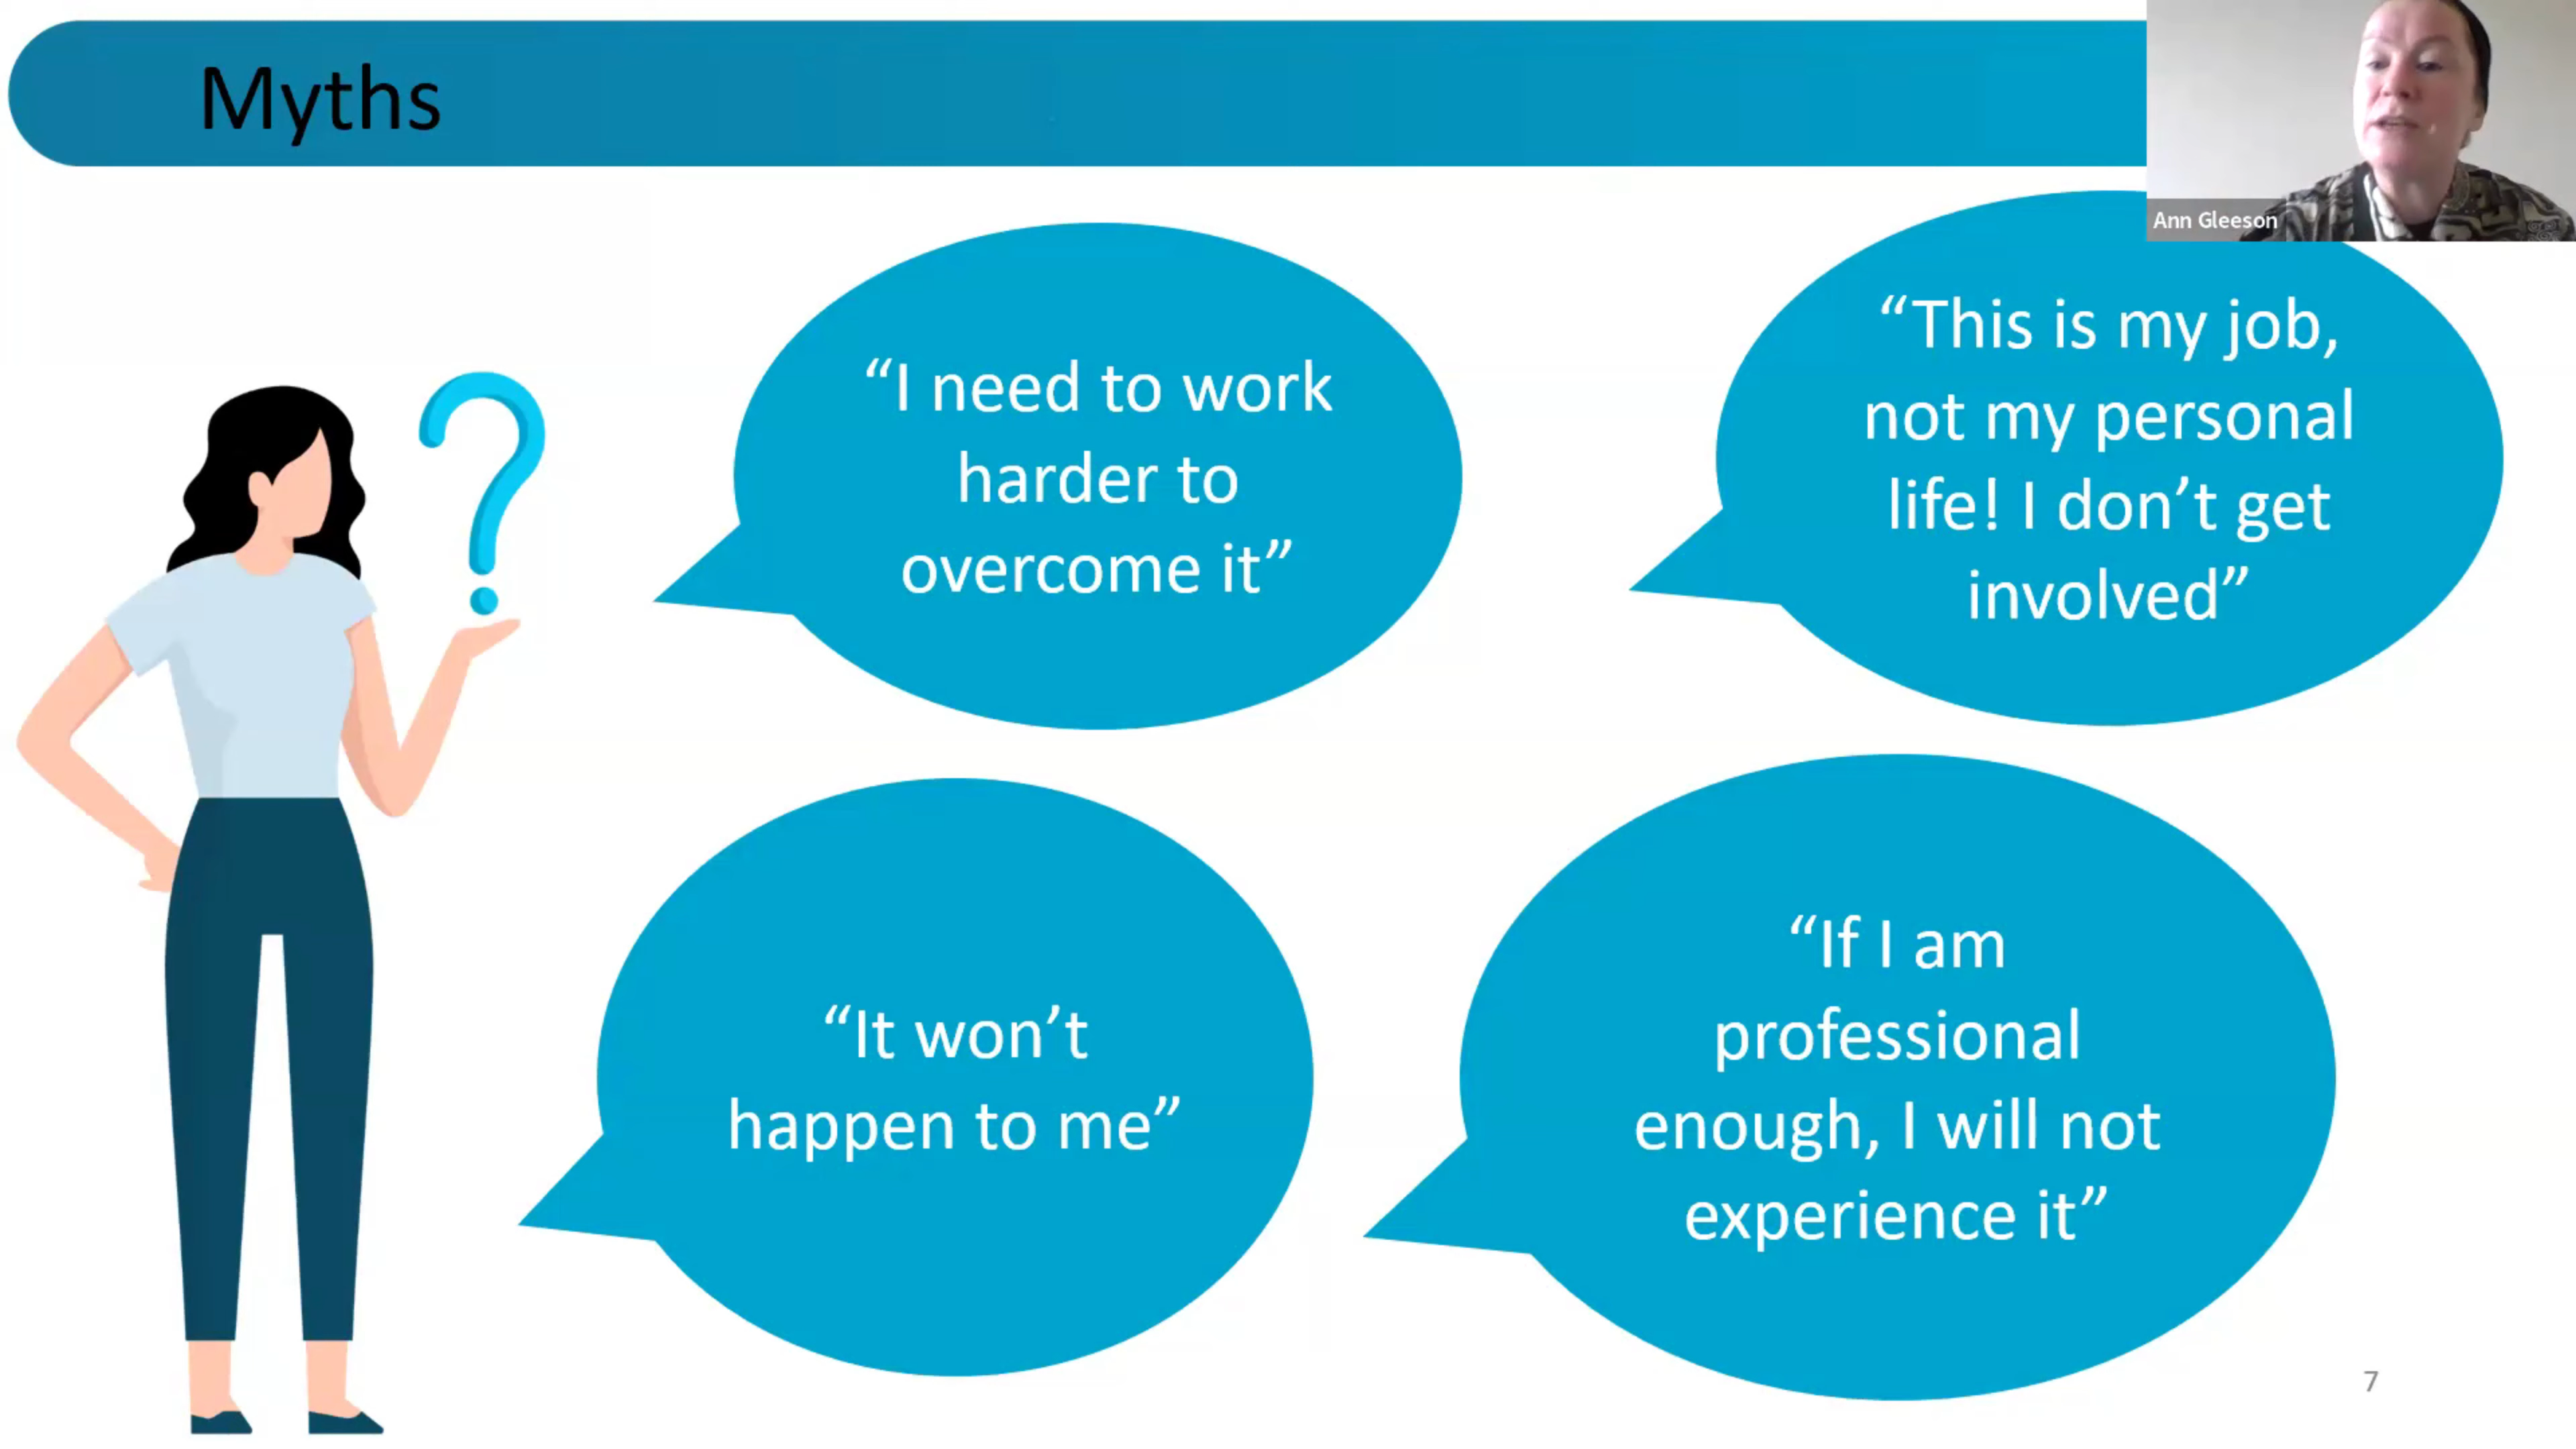 Myths
Ann Gleeson
“I need to work
harder to
overcome it”
“This is my job,
not my personal
life! I don’t get
involved”
“It won’t
happen to me”
“If I am
professional
enough, I will not
experience it”
7